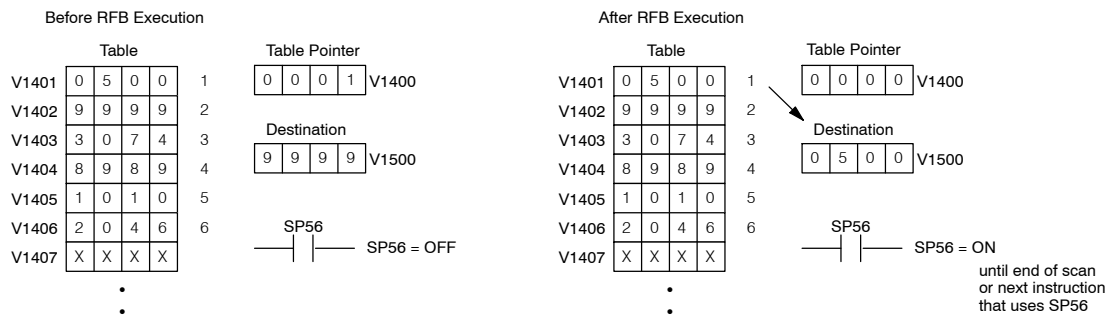 Before RFB Execution
Table
Table Pointer
V1401 0 5 0 0 1
0 0 0 1 V1400
V1402 9 9 9 9 2
V1403 3 0 7 4 3
Destination
9 9 9 9 V1500
V1404 8 9 8 9 4
V1405 1 0 1 0 5
V1406 2 0 4 6 6
SP56
SP56 = OFF
V1407 X X X X
After RFB Execution
Table
Table Pointer
V1401 0 5 0 0 1
0 0 0 0 V1400
V1402 9 9 9 9 2
V1403 3 0 7 4 3
Destination
0 5 0 0 V1500
V1404 8 9 8 9 4
V1405 1 0 1 0 5
V1406 2 0 4 6 6
SP56
SP56 = ON
V1407 X X X X
until end of scan
or next instruction
that uses SP56